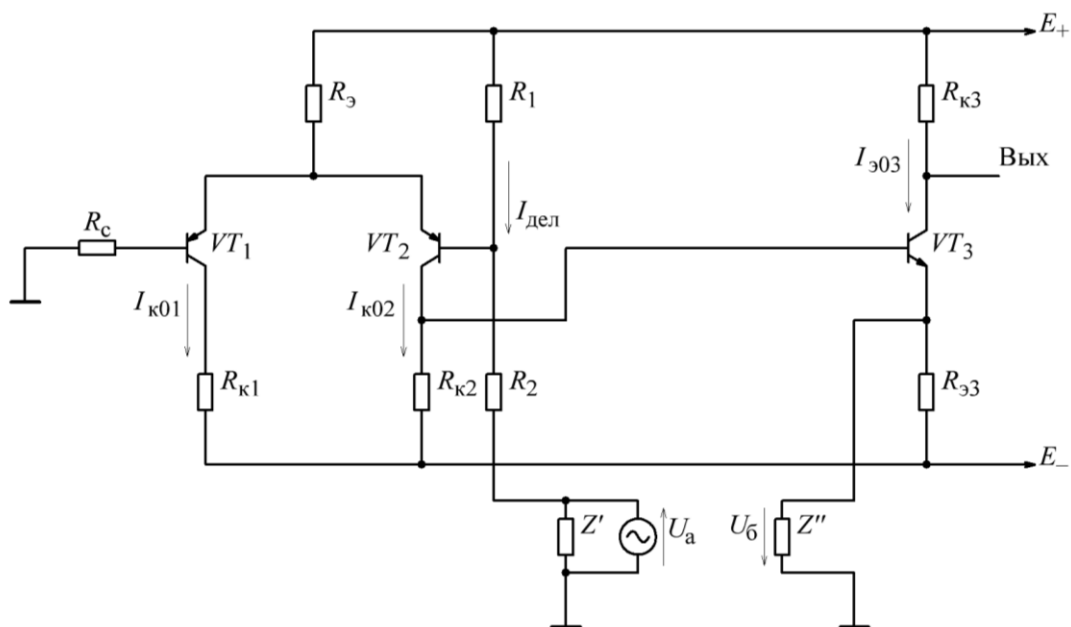 E₊
Rэ
R₁
Rк3
Iэ03
Вых
Iдел
Rс
VT₁
VT₂
VT₃
Iк01
Iк02
Rк1
Rк2
R₂
Rэ3
E₋
Z′
Uа
Uб
Z″